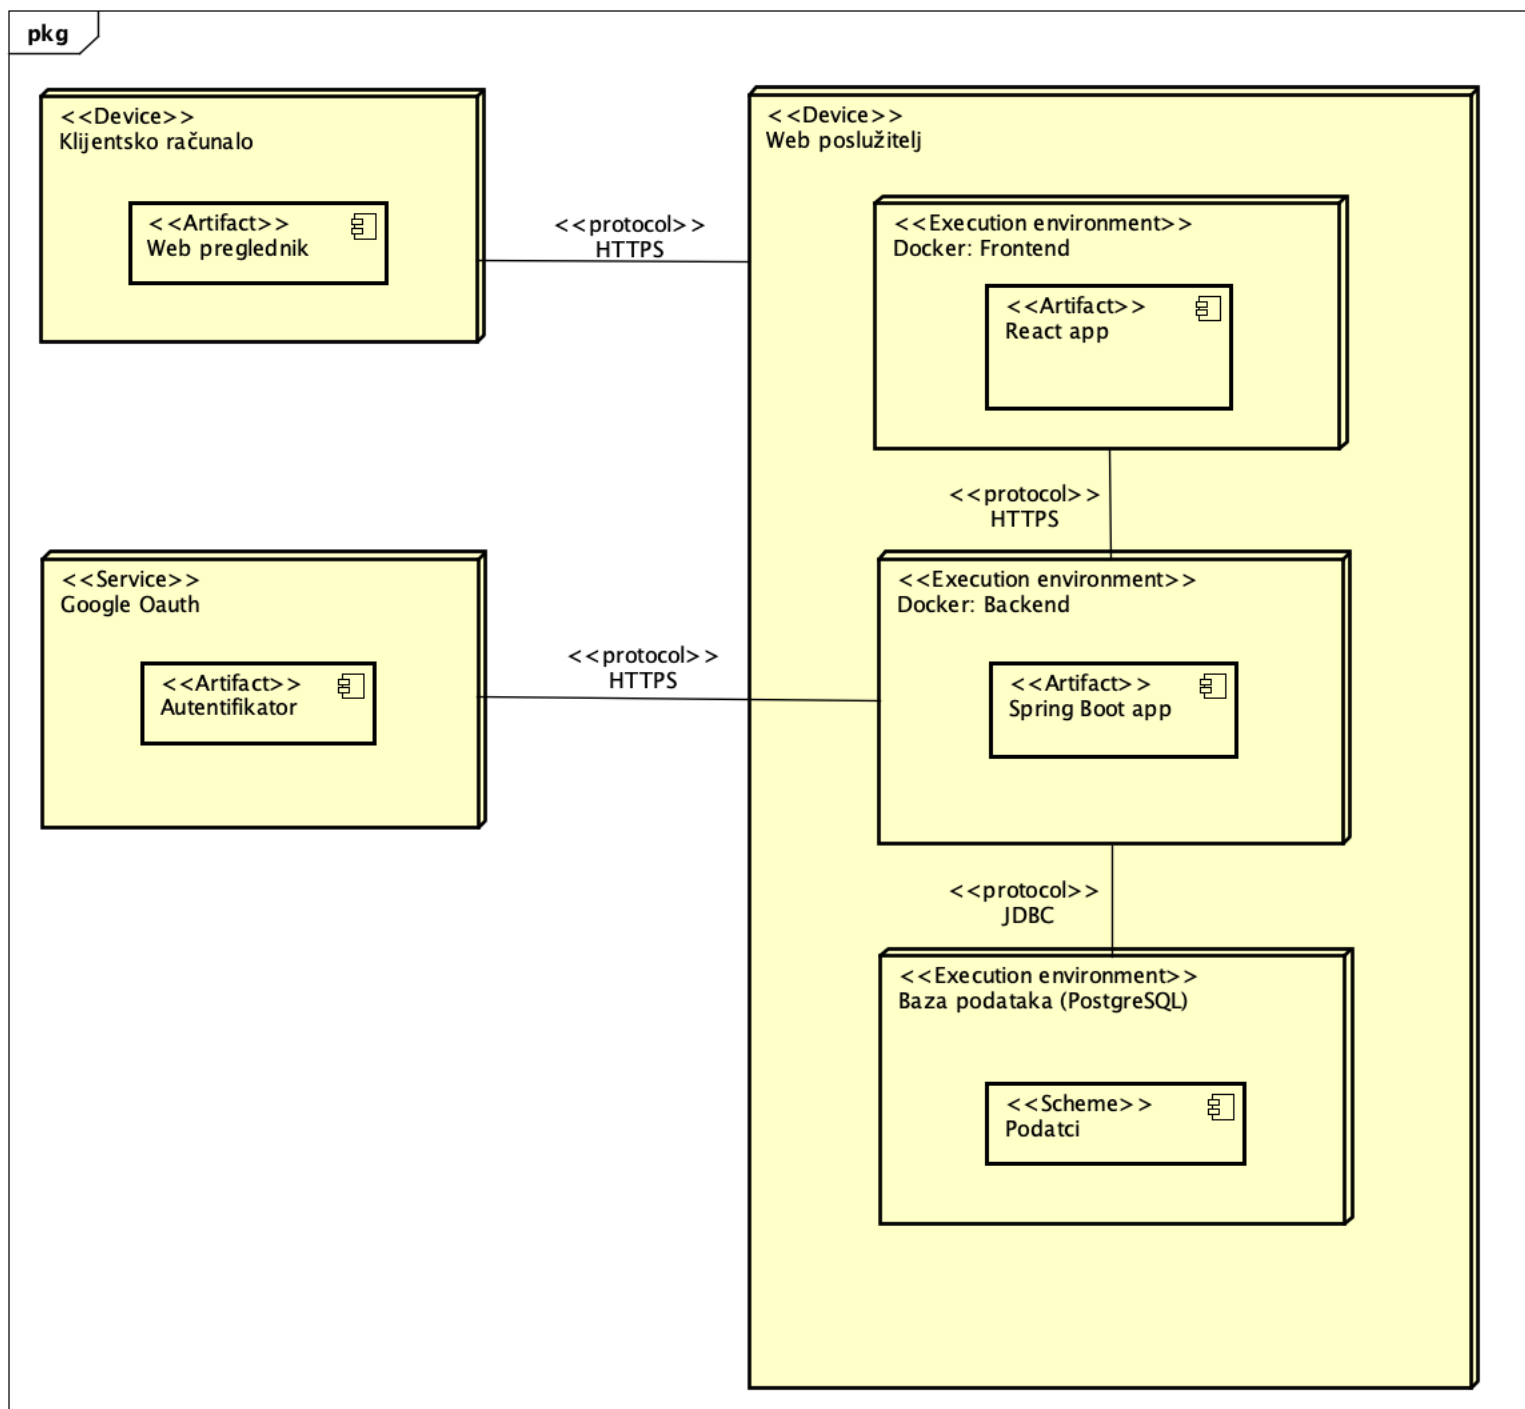 pkg
<<Device>>
Klijentsko računalo
<<Artifact>>
Web preglednik
<<protocol>>
HTTPS
<<Device>>
Web poslužitelj
<<Execution environment>>
Docker: Frontend
<<Artifact>>
React app
<<protocol>>
HTTPS
<<Service>>
Google Oauth
<<Artifact>>
Autentifikator
<<protocol>>
HTTPS
<<Execution environment>>
Docker: Backend
<<Artifact>>
Spring Boot app
<<protocol>>
JDBC
<<Execution environment>>
Baza podataka (PostgreSQL)
<<Scheme>>
Podatci